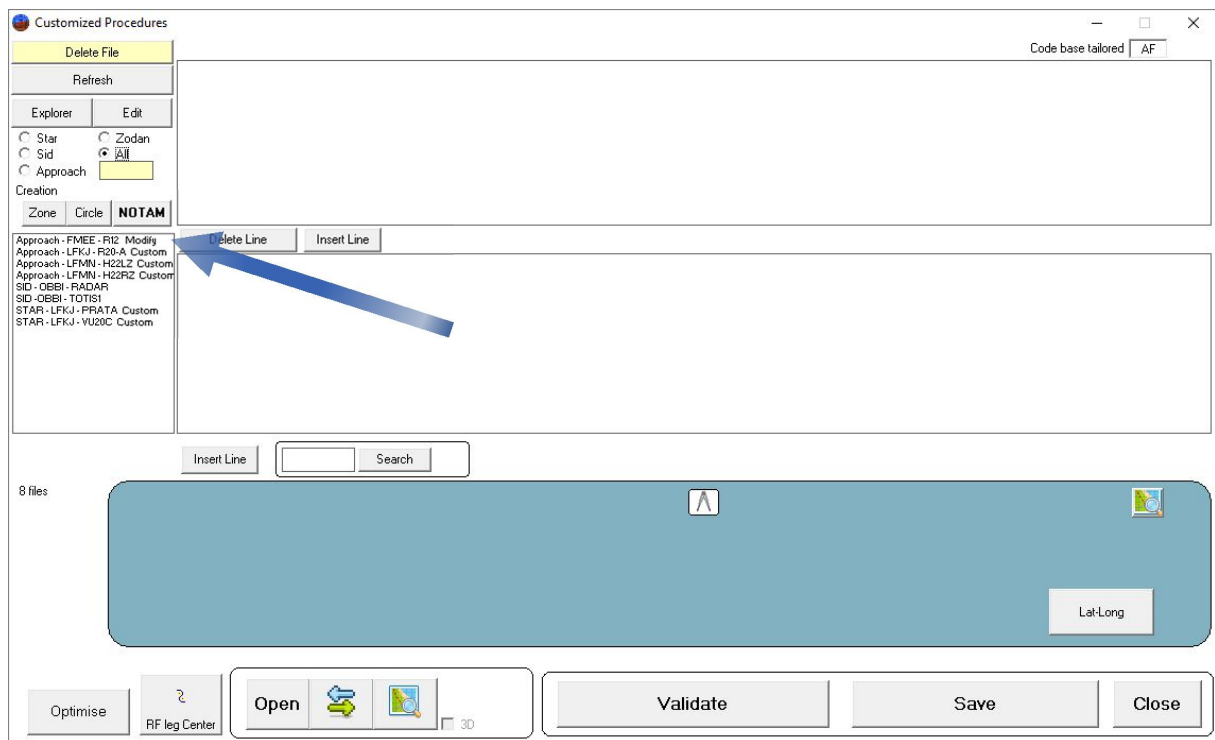 Customized Procedures
Delete File
Code base tailored AF
Refresh
Explorer Edit
Star Zodan
Sid All
Approach
Creation
Zone Circle NOTAM
Approach - FMEE - R12 Modify
Approach - LFKJ - R20-A Custom
Approach - LFMN - H22LZ Custom
Approach - LFMN - H22RZ Custom
SID - OBBI - RADAR
SID -OBBI - TOTIS1
STAR - LFKJ - PRATA Custom
STAR - LFKJ - VU20C Custom
Delete Line Insert Line
Insert Line Search
8 files
Lat-Long
Optimise
RF leg Center
Open
3D
Validate
Save
Close